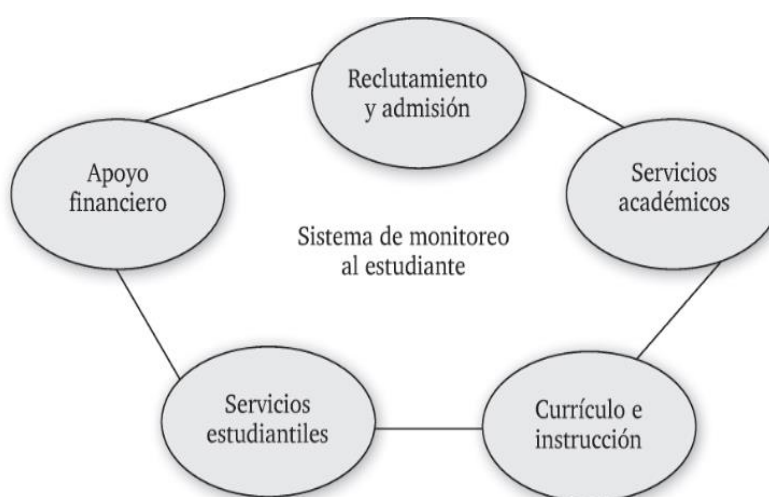 Reclutamiento
y admisión
Apoyo
financiero
Servicios
académicos
Sistema de monitoreo
al estudiante
Servicios
estudiantiles
Currículo e
instrucción